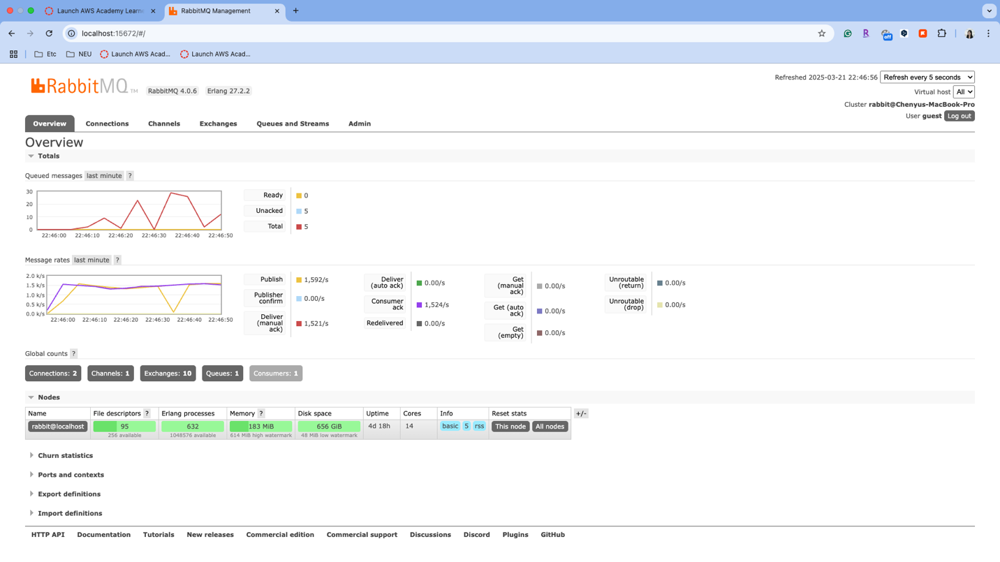 Launch AWS Academy Learn
RabbitMQ Management
localhost:15672/#/
off
Etc
NEU
Launch AWS Acad...
Launch AWS Acad...
RabbitMQ TM
RabbitMQ 4.0.6
Erlang 27.2.2
Refreshed 2025-03-21 22:46:56
Refresh every 5 seconds
Virtual host All
Cluster rabbit@Chenyus-MacBook-Pro
User guest Log out
Overview Connections Channels Exchanges Queues and Streams Admin
Overview
Totals
Queued messages last minute ?
30
20
10
0
22:46:00 22:46:10 22:46:20 22:46:30 22:46:40 22:46:50
Ready 0
Unacked 5
Total 5
Message rates last minute ?
2.0 k/s
1.5 k/s
1.0 k/s
0.5 k/s
0.0 k/s
22:46:00 22:46:10 22:46:20 22:46:30 22:46:40 22:46:50
Publish 1,592/s
Publisher
confirm 0.00/s
Deliver
(manual
ack) 1,521/s
Deliver
(auto ack) 0.00/s
Consumer
ack 1,524/s
Redelivered 0.00/s
Get
(manual
ack) 0.00/s
Get (auto
ack) 0.00/s
Get
(empty) 0.00/s
Unroutable
(return) 0.00/s
Unroutable
(drop) 0.00/s
Global counts ?
Connections: 2 Channels: 1 Exchanges: 10 Queues: 1 Consumers: 1
Nodes
Name File descriptors ? Erlang processes Memory ? Disk space Uptime Cores Info Reset stats +/-
rabbit@localhost 95 632 183 MiB 656 GiB 4d 18h 14 basic 5 rss This node All nodes
256 available 1048576 available 614 MiB high watermark 48 MiB low watermark
Churn statistics
Ports and contexts
Export definitions
Import definitions
HTTP API Documentation Tutorials New releases Commercial edition Commercial support Discussions Discord Plugins GitHub